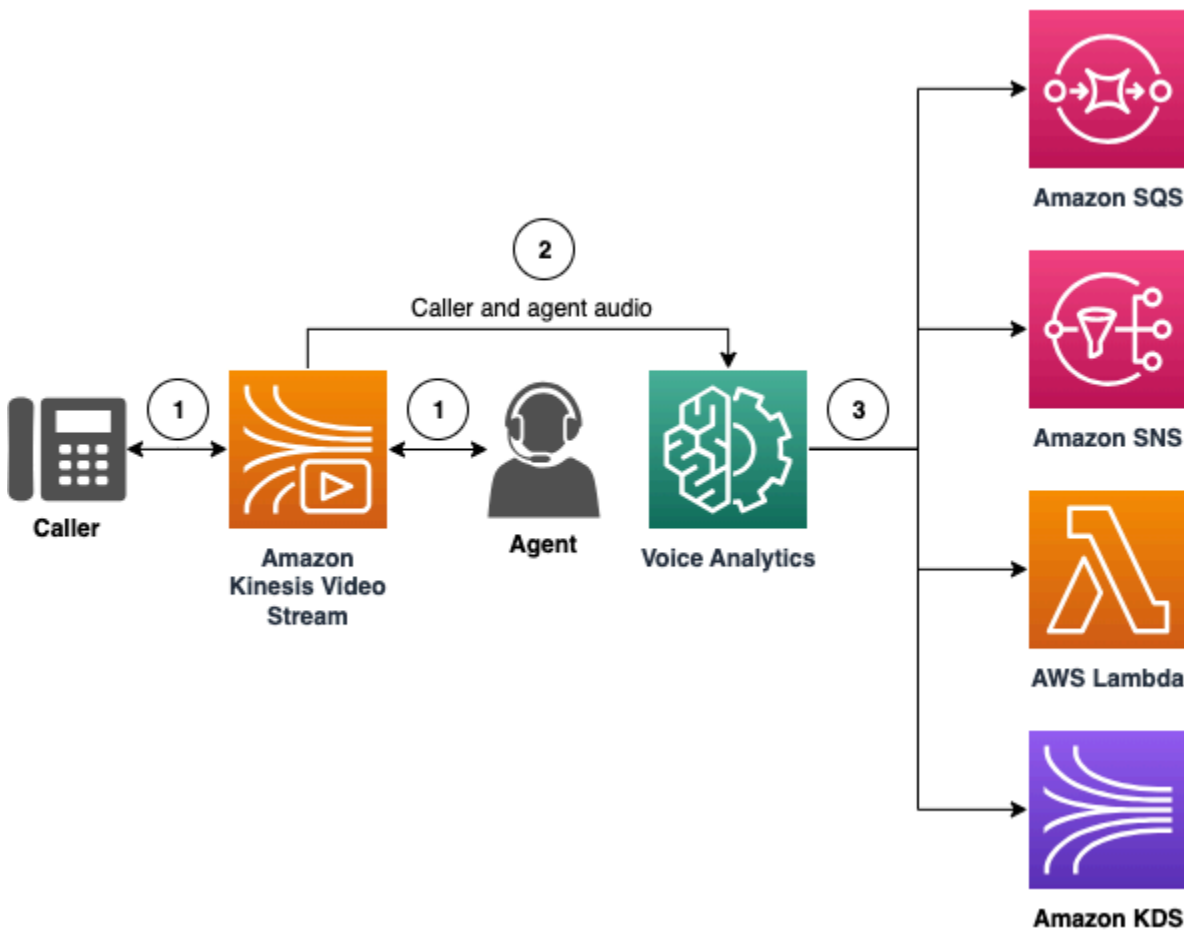 Amazon SQS
2
Caller and agent audio
Amazon SNS
1
1
3
Caller
Amazon
Kinesis Video
Stream
Agent
Voice Analytics
AWS Lambda
Amazon KDS